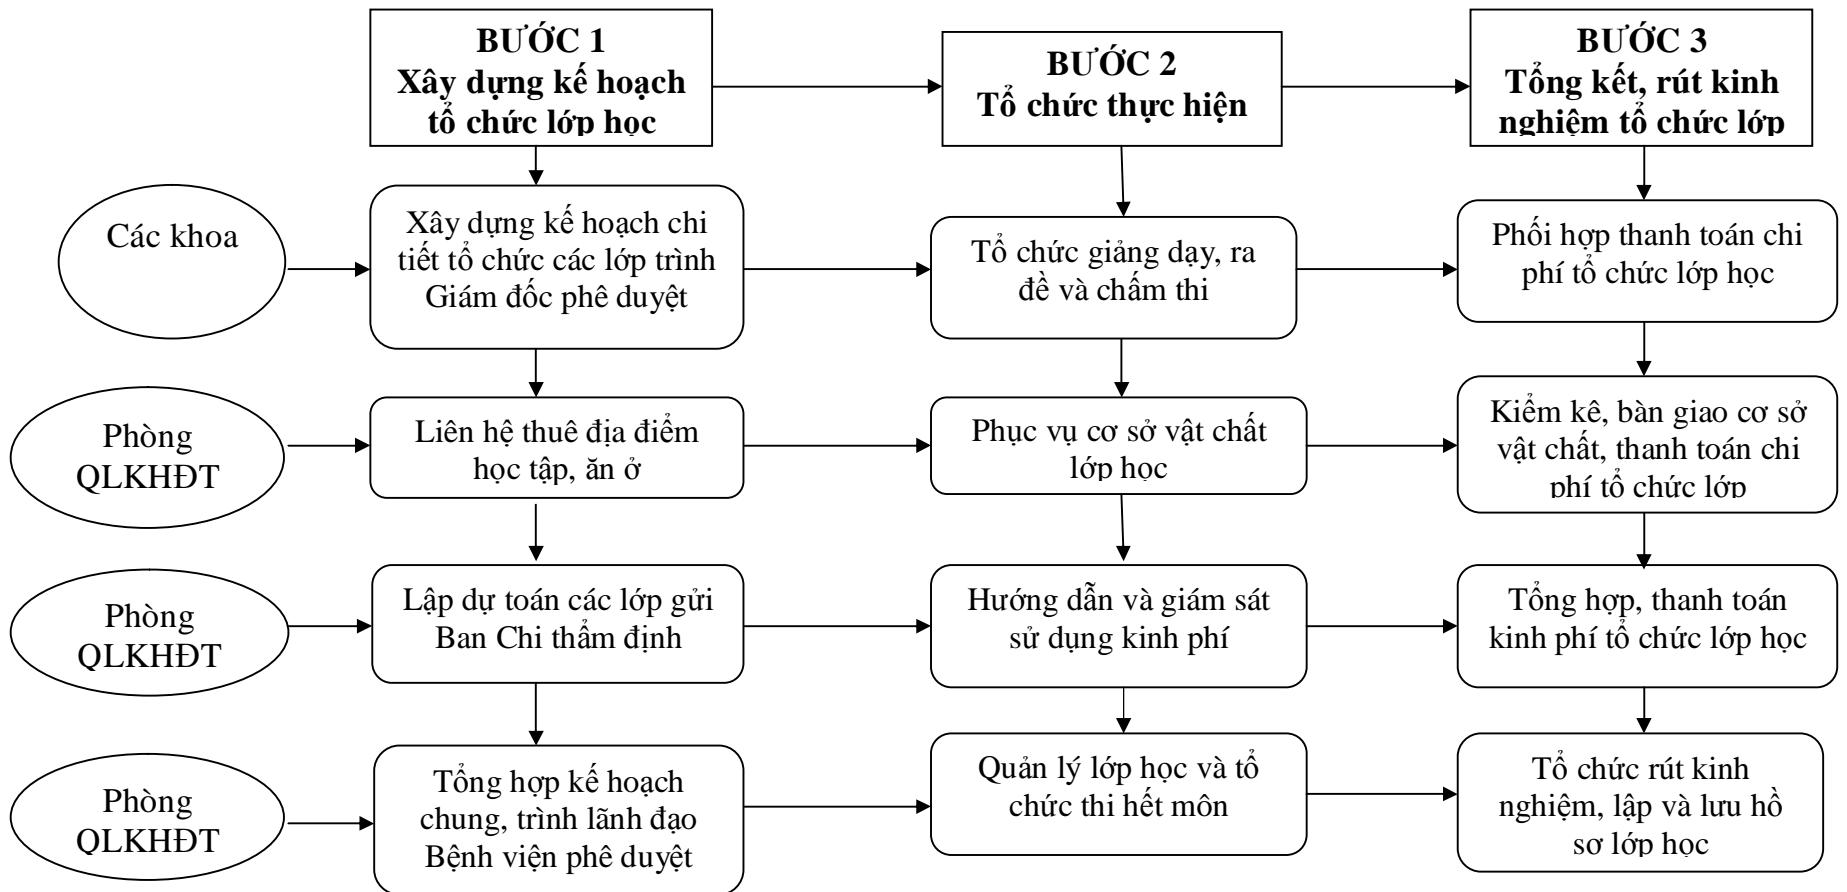 BƯỚC 1
Xây dựng kế hoạch
tổ chức lớp học
BƯỚC 2
Tổ chức thực hiện
BƯỚC 3
Tổng kết, rút kinh
nghiệm tổ chức lớp
Các khoa
Xây dựng kế hoạch chi
tiết tổ chức các lớp trình
Giám đốc phê duyệt
Tổ chức giảng dạy, ra
đề và chấm thi
Phối hợp thanh toán chi
phí tổ chức lớp học
Phòng
QLKHĐT
Liên hệ thuê địa điểm
học tập, ăn ở
Phục vụ cơ sở vật chất
lớp học
Kiểm kê, bàn giao cơ sở
vật chất, thanh toán chi
phí tổ chức lớp
Phòng
QLKHĐT
Lập dự toán các lớp gửi
Ban Chi thẩm định
Hướng dẫn và giám sát
sử dụng kinh phí
Tổng hợp, thanh toán
kinh phí tổ chức lớp học
Phòng
QLKHĐT
Tổng hợp kế hoạch
chung, trình lãnh đạo
Bệnh viện phê duyệt
Quản lý lớp học và tổ
chức thi hết môn
Tổ chức rút kinh
nghiệm, lập và lưu hồ
sơ lớp học